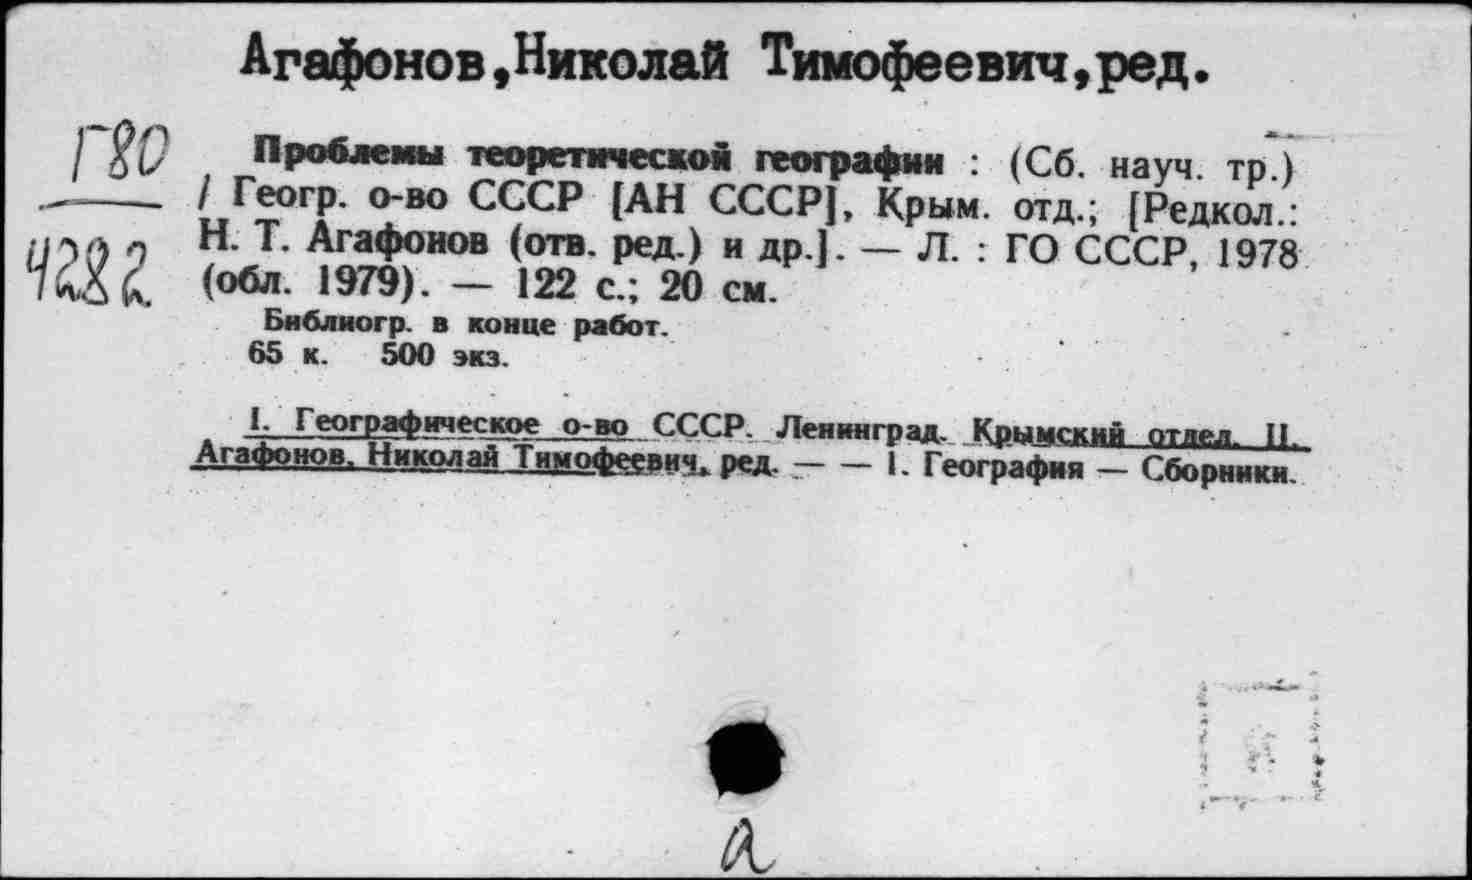 Агафонов,Николай Тимофеевич,ред.
Г80
4282
Проблемы теоретической географии : (Сб. науч. тр.)
/ Геогр. о-во СССР [АН СССР], Крым. отд.; [Редкол.:
Н. Т. Агафонов (отв. ред.) и др.]. — Л. : ГО СССР, 1978
(обл. 1979). — 122 с.; 20 см.
Библиогр. в конце работ.
65 к. 500 экз.
I. Географическое о-во СССР. Ленинград. Крымский отдел. II.
Агафонов, Николай Тимофеевич, ред. — — 1. География — Сборники.